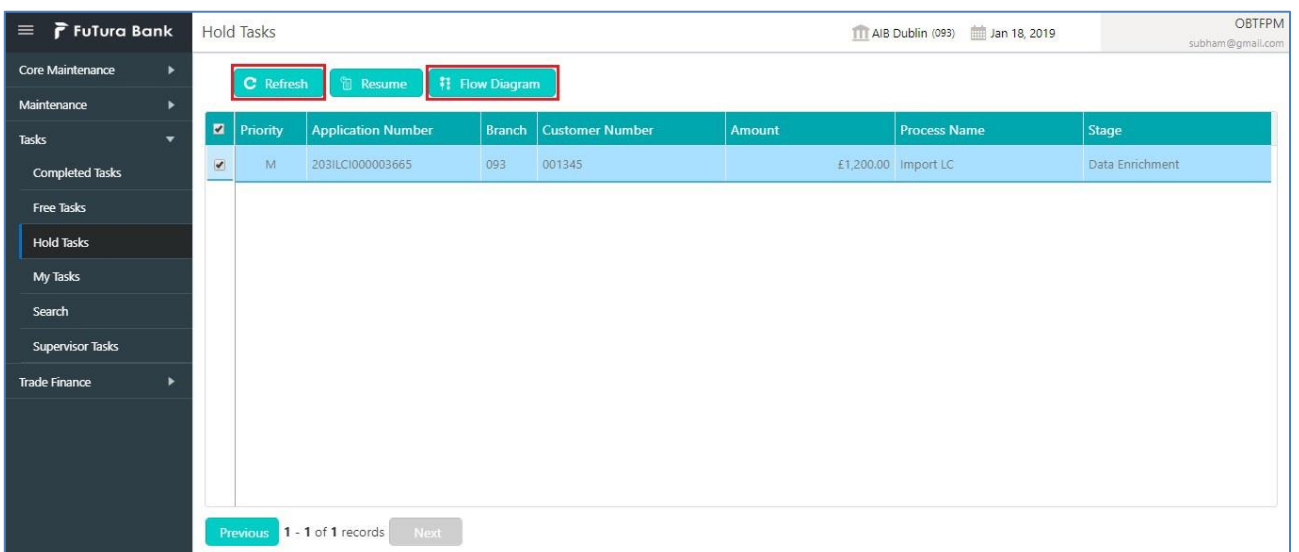 FuTura Bank
Hold Tasks
AIB Dublin (093)
Jan 18, 2019
OBTFPM
subham@gmail.com
Core Maintenance
Maintenance
Tasks
Completed Tasks
Free Tasks
Hold Tasks
My Tasks
Search
Supervisor Tasks
Trade Finance
Refresh
Resume
Flow Diagram
Priority Application Number Branch Customer Number Amount Process Name Stage
M 203ILCI000003665 093 001345 £1,200.00 Import LC Data Enrichment
Previous 1 - 1 of 1 records Next